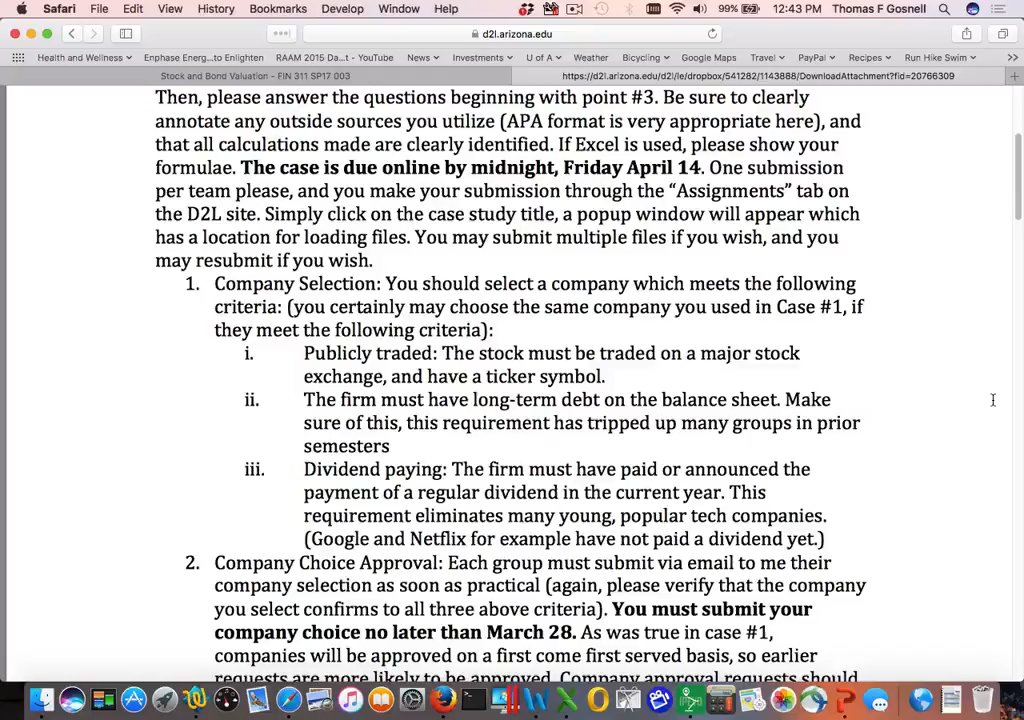 Safari File Edit View History Bookmarks Develop Window Help 99% 12:43 PM Thomas F Gosnell
d2l.arizona.edu
Health and Wellness Enphase Energ...to Enlighten RAAM 2015 Da...t - YouTube News Investments U of A Weather Bicycling Google Maps Travel PayPal Recipes Run Hike Swim >>
Stock and Bond Valuation - FIN 311 SP17 003 https://d2l.arizona.edu/d2l/le/dropbox/541282/1143888/DownloadAttachment?fid=20766309
Then, please answer the questions beginning with point #3. Be sure to clearly
annotate any outside sources you utilize (APA format is very appropriate here), and
that all calculations made are clearly identified. If Excel is used, please show your
formulae. The case is due online by midnight, Friday April 14. One submission
per team please, and you make your submission through the “Assignments” tab on
the D2L site. Simply click on the case study title, a popup window will appear which
has a location for loading files. You may submit multiple files if you wish, and you
may resubmit if you wish.
1. Company Selection: You should select a company which meets the following
criteria: (you certainly may choose the same company you used in Case #1, if
they meet the following criteria):
i. Publicly traded: The stock must be traded on a major stock
exchange, and have a ticker symbol.
ii. The firm must have long-term debt on the balance sheet. Make
sure of this, this requirement has tripped up many groups in prior
semesters
iii. Dividend paying: The firm must have paid or announced the
payment of a regular dividend in the current year. This
requirement eliminates many young, popular tech companies.
(Google and Netflix for example have not paid a dividend yet.)
2. Company Choice Approval: Each group must submit via email to me their
company selection as soon as practical (again, please verify that the company
you select confirms to all three above criteria). You must submit your
company choice no later than March 28. As was true in case #1,
companies will be approved on a first come first served basis, so earlier
requests are more likely to be approved. Company approval requests should